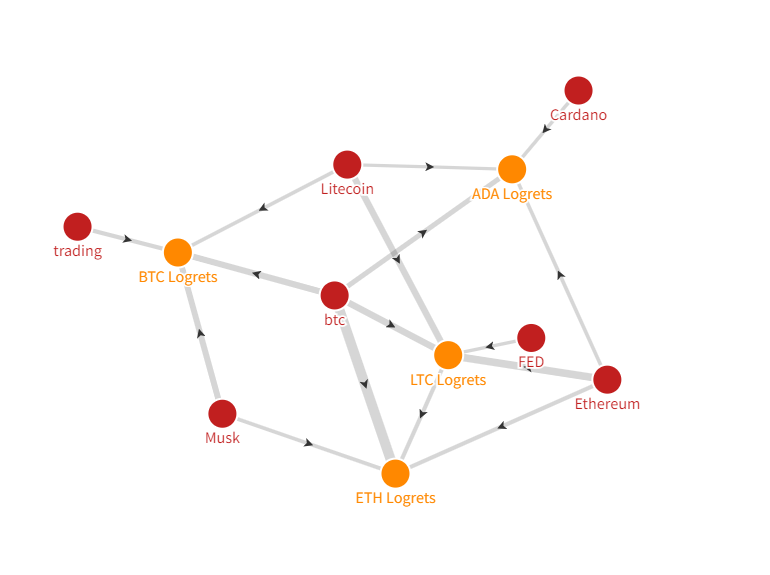 Cardano
Litecoin
ADA Logrets
trading
BTC Logrets
btc
FED
LTC Logrets
Ethereum
Musk
ETH Logrets